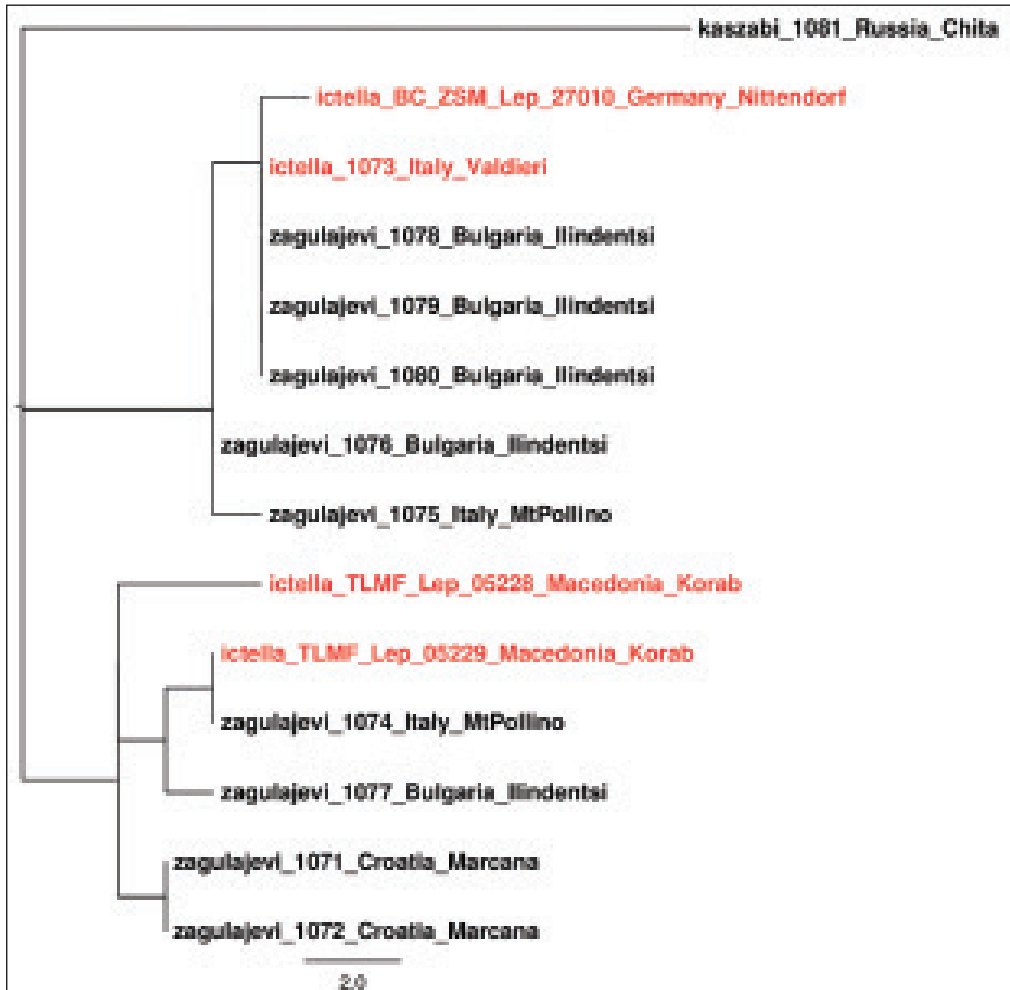 kaszabi_1081_Russia_Chita
ictella_BC_ZSM_Lep_27010_Germany_Nittendorf
ictella_1073_Italy_Valdieri
zagulajevi_1078_Bulgaria_Ilindentsi
zagulajevi_1079_Bulgaria_Ilindentsi
zagulajevi_1080_Bulgaria_Ilindentsi
zagulajevi_1076_Bulgaria_Ilindentsi
zagulajevi_1075_Italy_MtPollino
ictella_TLMF_Lep_05228_Macedonia_Korab
ictella_TLMF_Lep_05229_Macedonia_Korab
zagulajevi_1074_Italy_MtPollino
zagulajevi_1077_Bulgaria_Ilindentsi
zagulajevi_1071_Croatia_Marcana
zagulajevi_1072_Croatia_Marcana
2.0